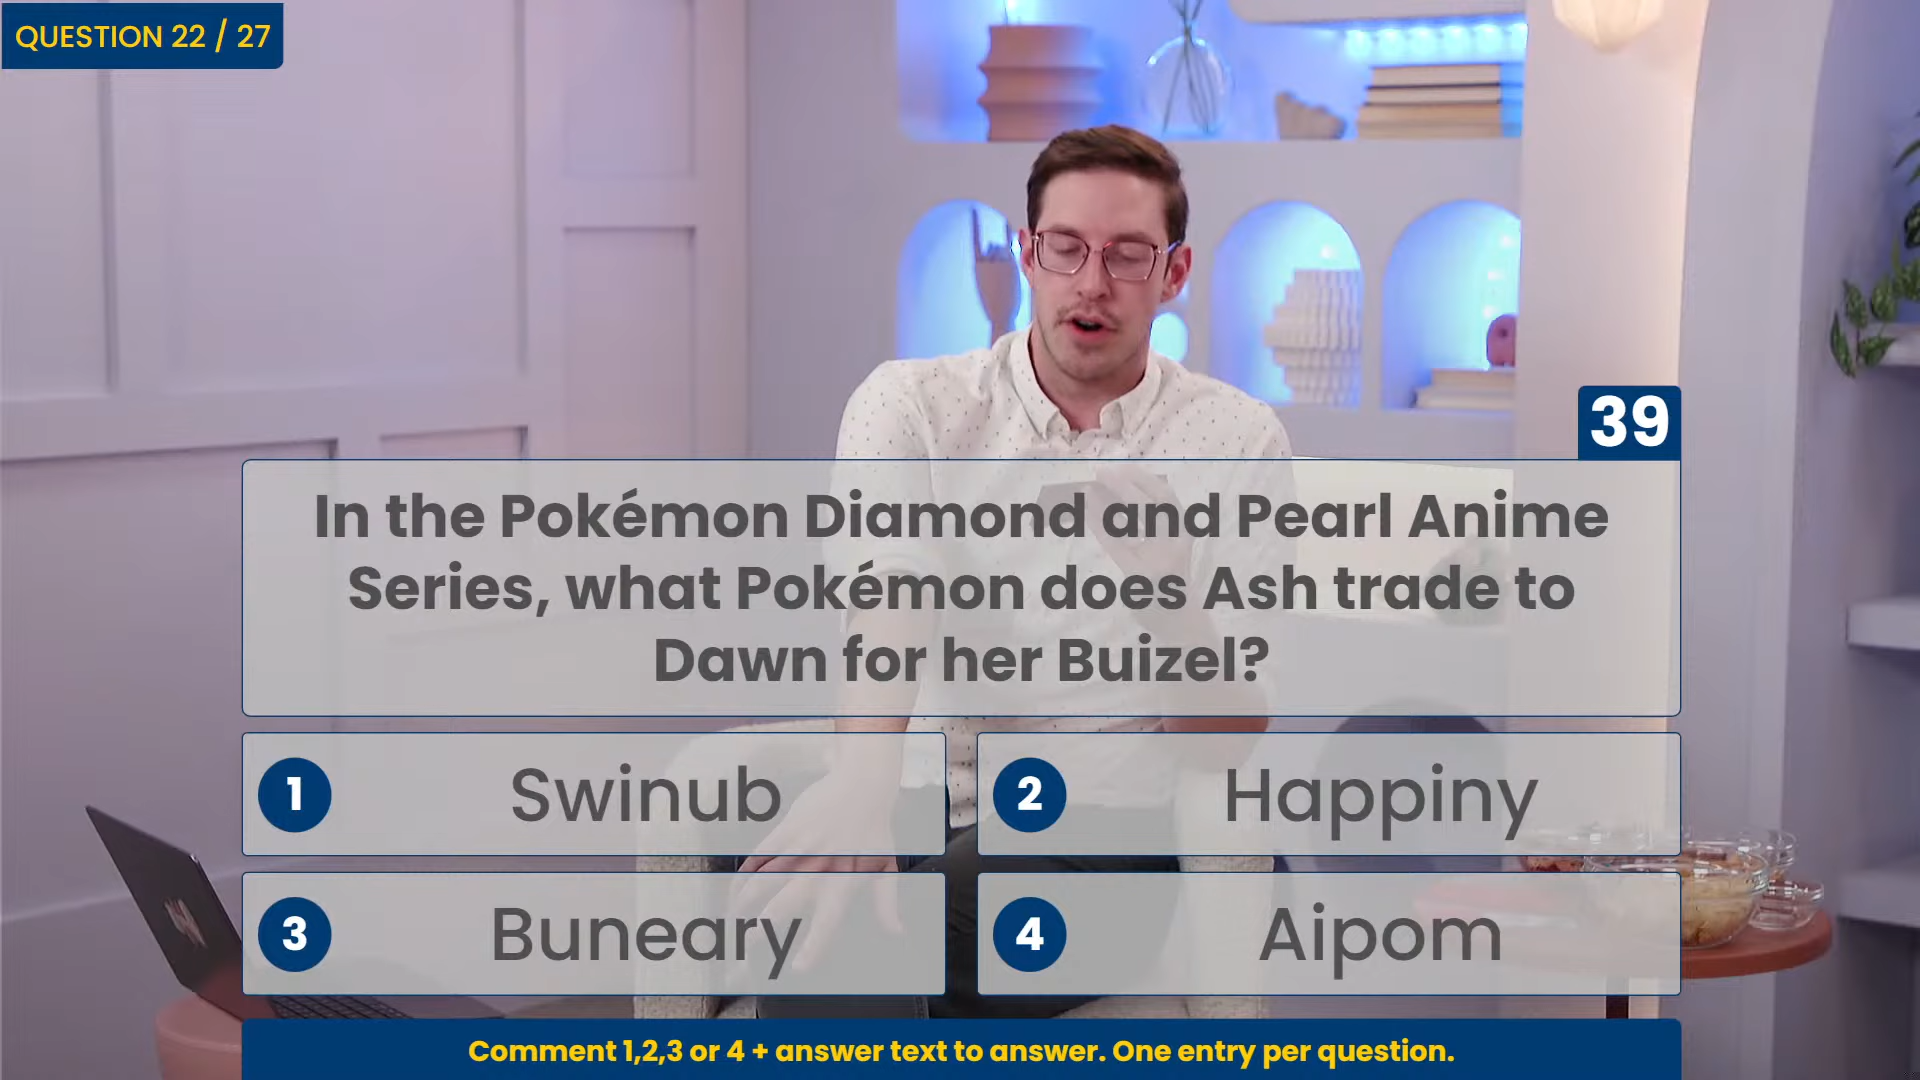 QUESTION 22 / 27
39
In the Pokémon Diamond and Pearl Anime
Series, what Pokémon does Ash trade to
Dawn for her Buizel?
1 Swinub
2 Happiny
3 Buneary
4 Aipom
Comment 1,2,3 or 4 + answer text to answer. One entry per question.